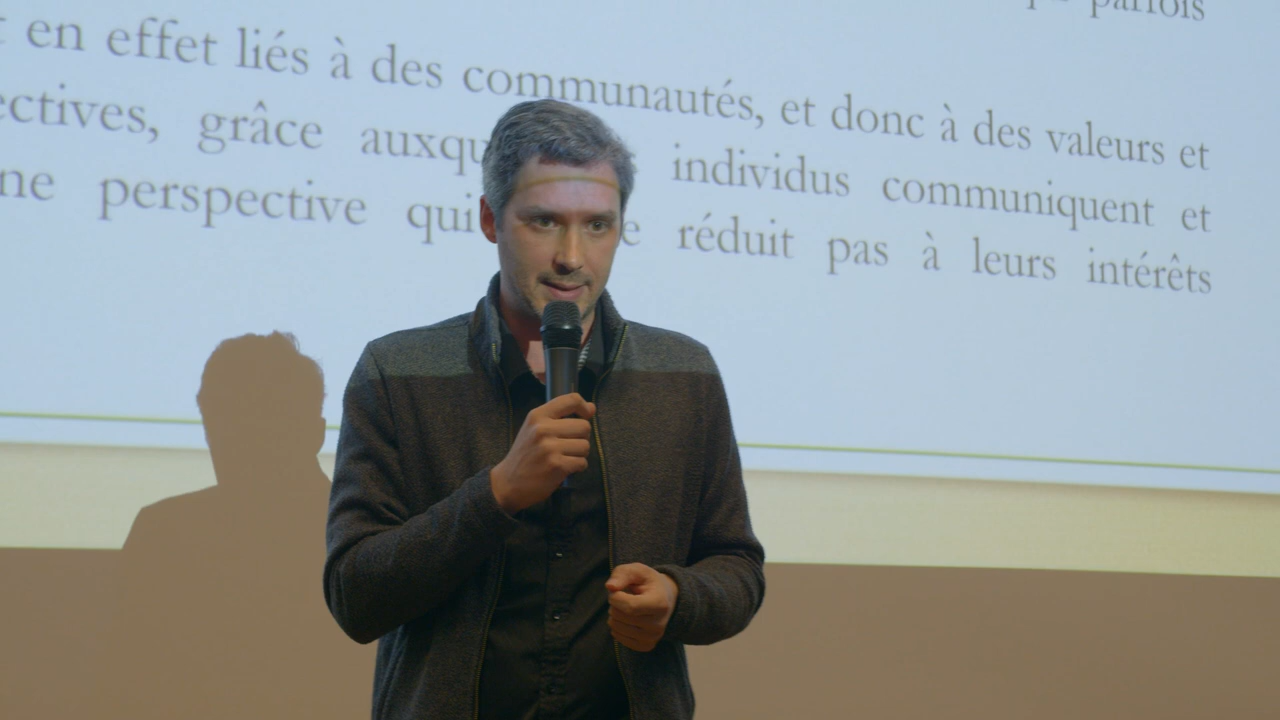 parfois
en effet liés à des communautés, et donc à des valeurs et
ectives, grâce auxqu individus communiquent et
ne perspective qui e réduit pas à leurs intérêts